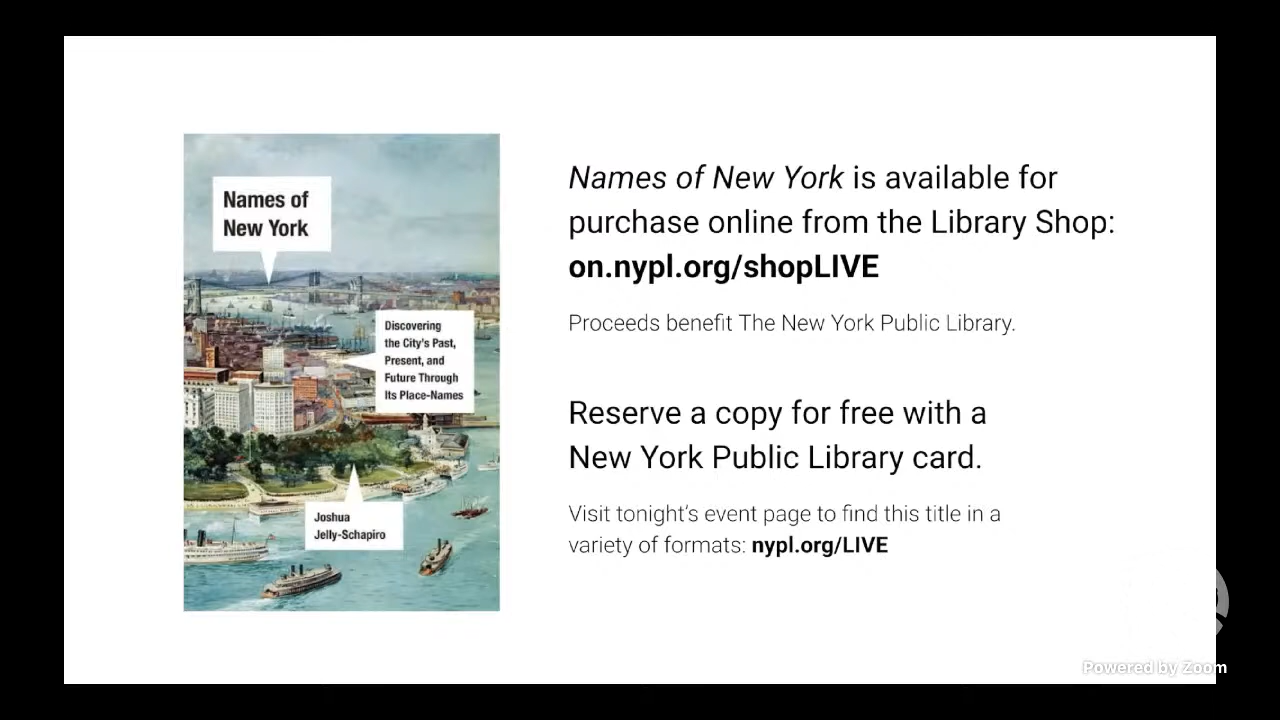 Names of
New York
Discovering
the City's Past,
Present, and
Future Through
Its Place-Names
Joshua
Jelly-Schapiro
Names of New York is available for
purchase online from the Library Shop:
on.nypl.org/shopLIVE
Proceeds benefit The New York Public Library.
Reserve a copy for free with a
New York Public Library card.
Visit tonight's event page to find this title in a
variety of formats: nypl.org/LIVE
Powered by Zoom